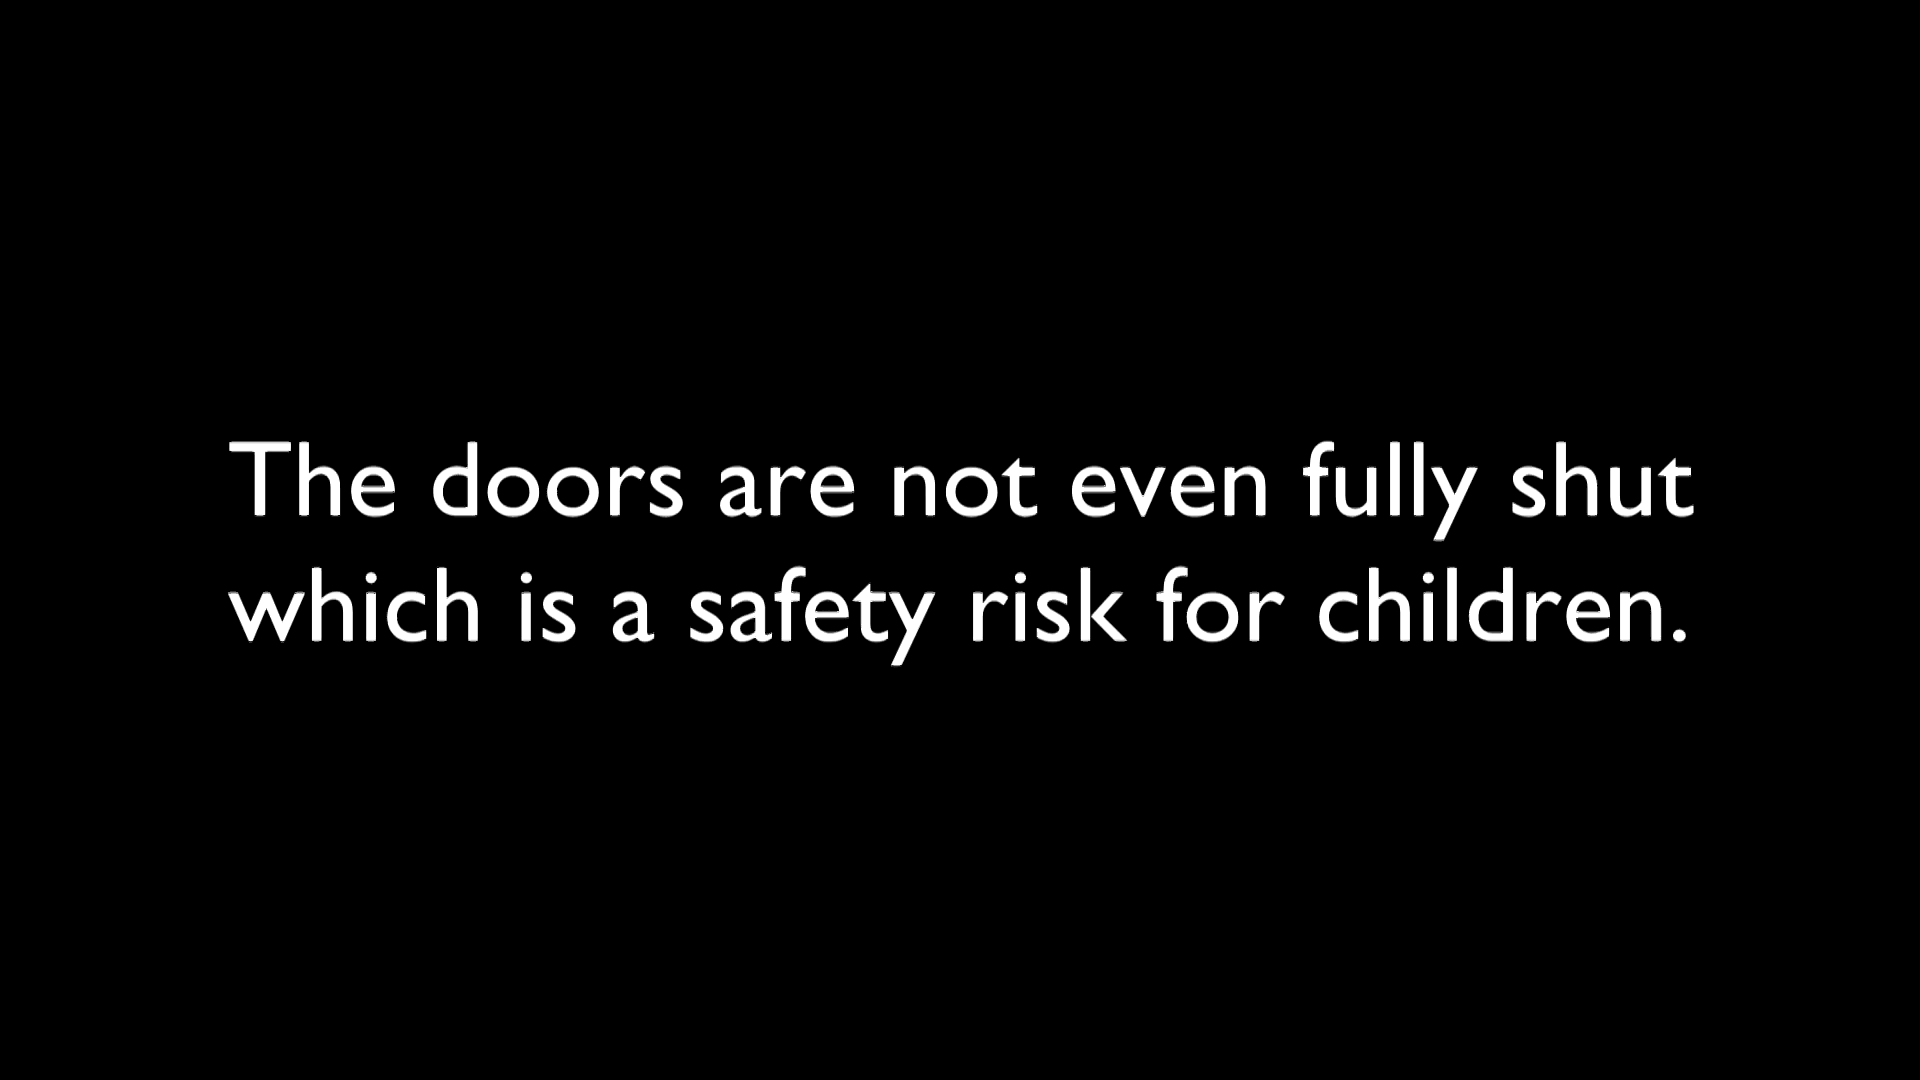 The doors are not even fully shut
which is a safety risk for children.